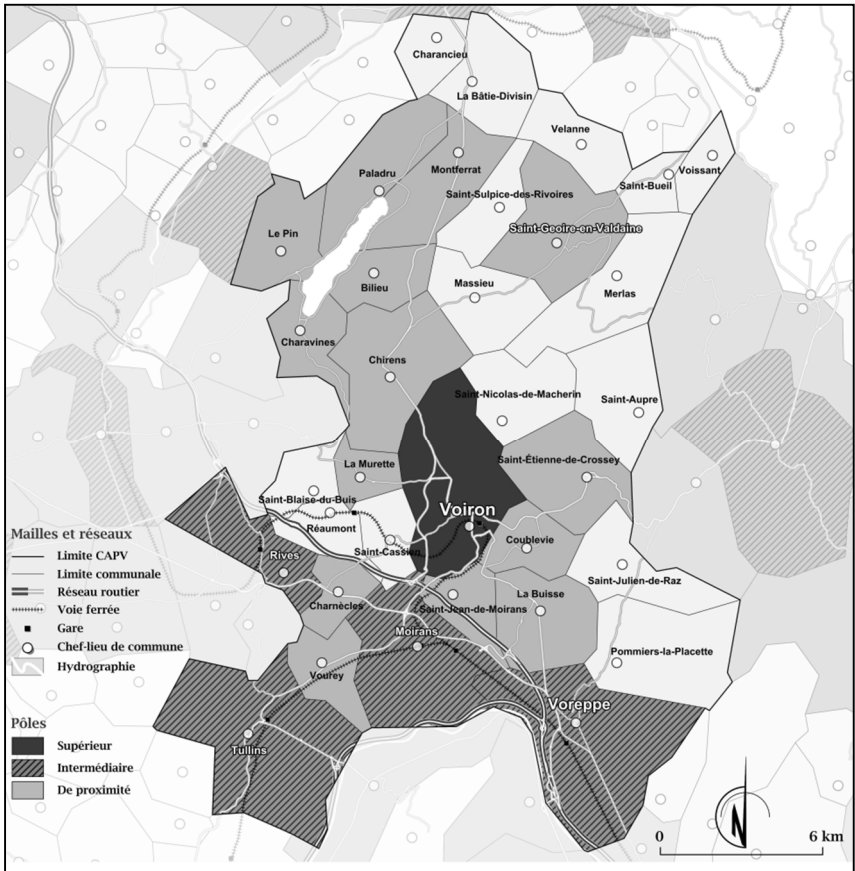 Charancieu
La Bâtie-Divisin
Velanne
Voissant
Montferrat
Paladru
Saint-Bueil
Saint-Sulpice-des-Rivoires
Saint-Geoire-en-Valdaine
Le Pin
Bilieu
Massieu
Merlas
Charavines
Chirens
Saint-Nicolas-de-Macherin
Saint-Aupre
La Murette
Saint-Étienne-de-Crossey
Saint-Blaise-du-Buis
Voiron
Réaumont
Coublevie
Saint-Cassien
Rives
Saint-Julien-de-Raz
La Buisse
Charnècles
Saint-Jean-de-Moirans
Moirans
Pommiers-la-Placette
Vourey
Voreppe
Tullins
Mailles et réseaux
Limite CAPV
Limite communale
Réseau routier
Voie ferrée
Gare
Chef-lieu de commune
Hydrographie
Pôles
Supérieur
Intermédiaire
De proximité
N
0 6 km